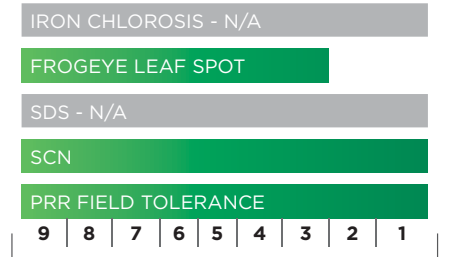 IRON CHLOROSIS - N/A
FROGEYE LEAF SPOT
SDS - N/A
SCN
PRR FIELD TOLERANCE
9 8 7 6 5 4 3 2 1